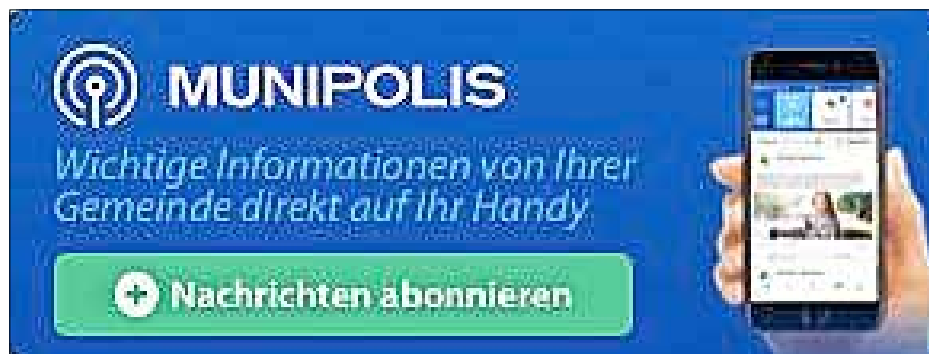 MUNIPOLIS
Wichtige Informationen von Ihrer
Gemeinde direkt auf Ihr Handy
Nachrichten abonnieren